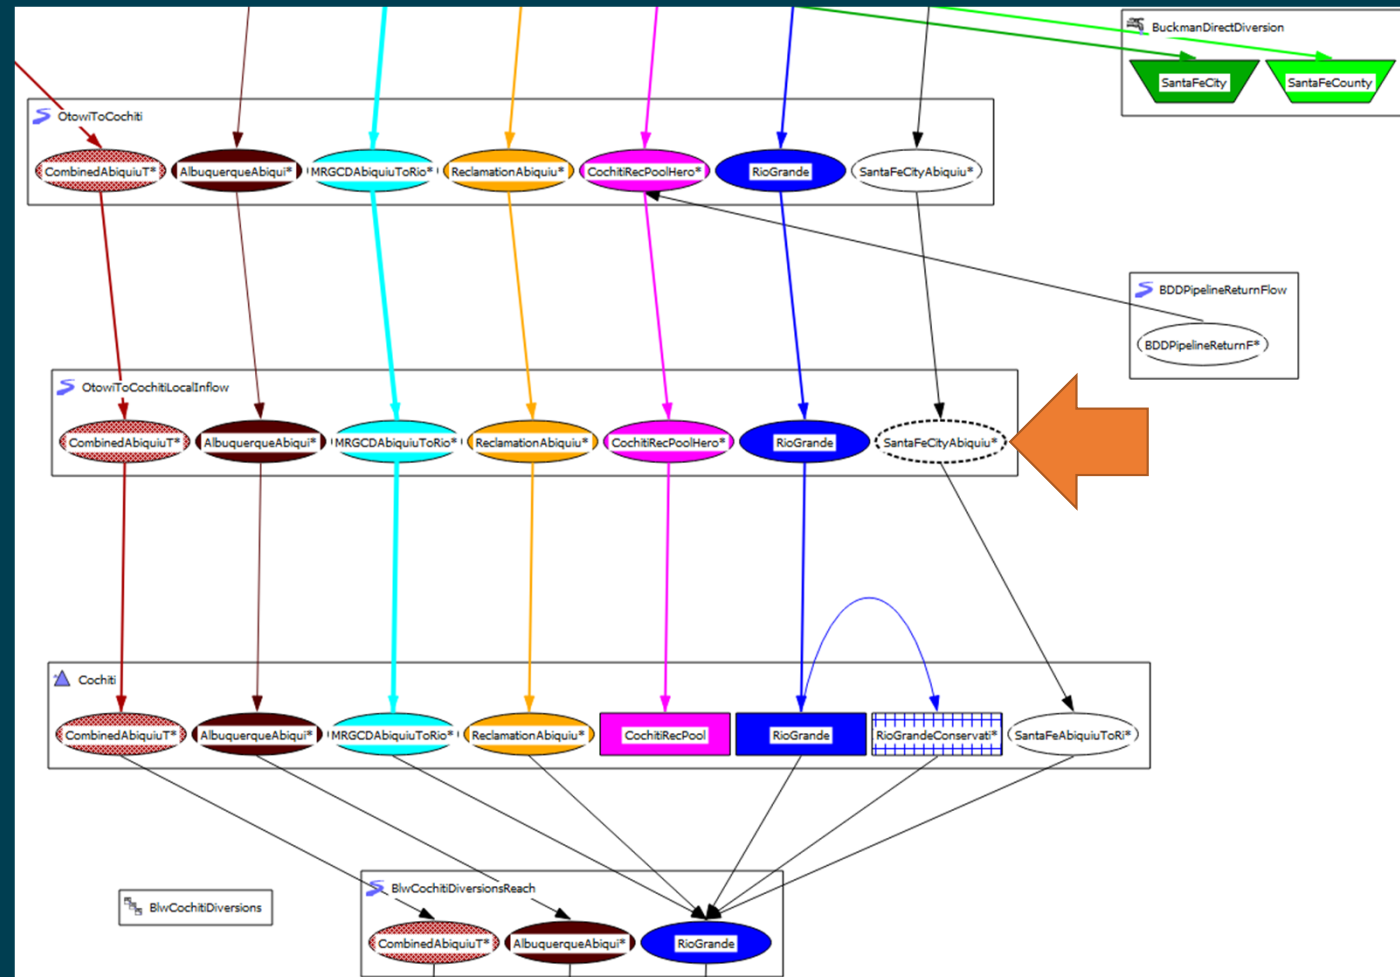 BuckmanDirectDiversion
SantaFeCity
SantaFeCounty
OtowiToCochiti
CombinedAbiquiuT*
AlbuquerqueAbiqui*
MRGCDAbiquiuToRio*
ReclamationAbiquiu*
CochitiRecPoolHero*
RioGrande
SantaFeCityAbiquiu*
BDDPipelineReturnFlow
BDDPipelineReturnF*
OtowiToCochitiLocalInflow
CombinedAbiquiuT*
AlbuquerqueAbiqui*
MRGCDAbiquiuToRio*
ReclamationAbiquiu*
CochitiRecPoolHero*
RioGrande
SantaFeCityAbiquiu*
Cochiti
CombinedAbiquiuT*
AlbuquerqueAbiqui*
MRGCDAbiquiuToRio*
ReclamationAbiquiu*
CochitiRecPool
RioGrande
RioGrandeConservati*
SantaFeAbiquiuToRi*
BlwCochitiDiversions
BlwCochitiDiversionsReach
CombinedAbiquiuT*
AlbuquerqueAbiqui*
RioGrande